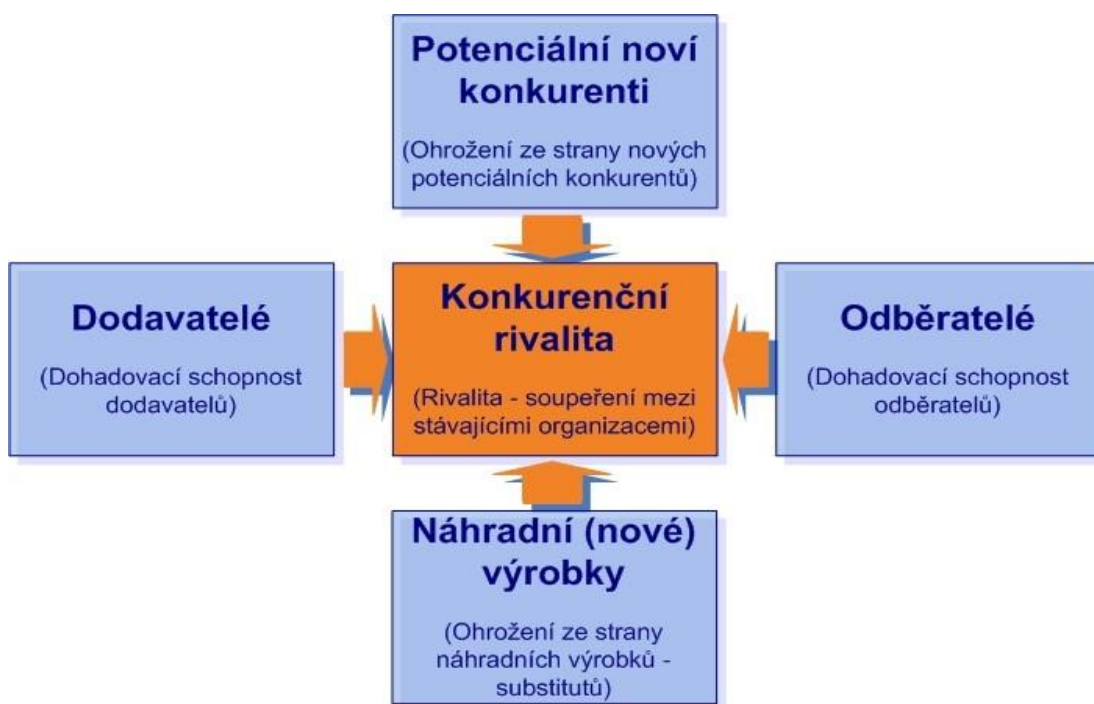 Potenciální noví
konkurenti
(Ohrožení ze strany nových
potenciálních konkurentů)
Dodavatelé
(Dohadovací schopnost
dodavatelů)
Konkurenční
rivalita
(Rivalita - soupeření mezi
stávajícími organizacemi)
Odběratelé
(Dohadovací schopnost
odběratelů)
Náhradní (nové)
výrobky
(Ohrožení ze strany
náhradních výrobků -
substitutů)